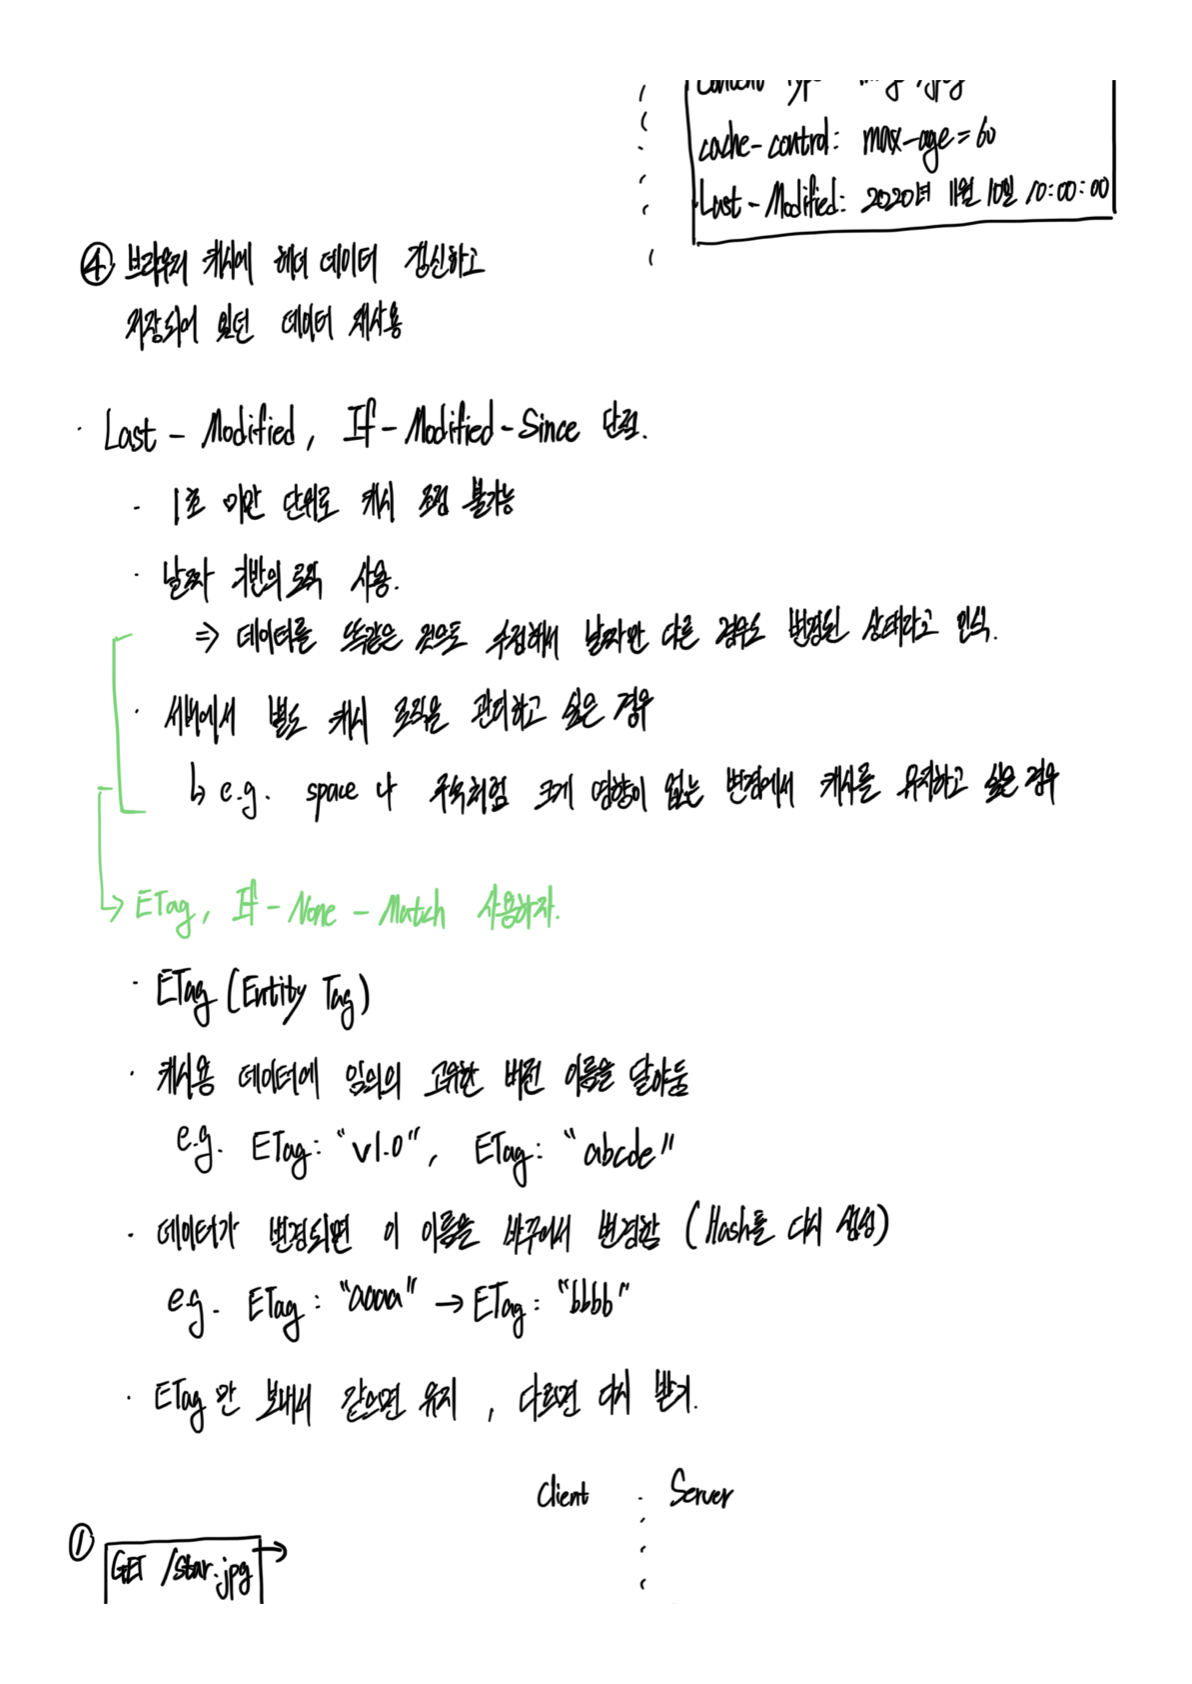 cache-control: max-age=60
Last-Modified: 2020년 11월 10일 10:00:00
④ 브라우저 캐시에 헤더 데이터 갱신하고
저장되어 있던 데이터 재사용
· Last-Modified, If-Modified-Since 단점.
· 1초 미만 단위로 캐시 조정 불가능
· 날짜 기반의 로직 사용.
⇒ 데이터를 똑같은 것으로 수정해서 날짜만 다른 경우도 변경된 상태라고 인식.
· 서버에서 별도 캐시 로직을 관리하고 싶은 경우
↳ e.g. space 나 주석처럼 크게 영향이 없는 변경에서 캐시를 유지하고 싶은 경우
→ ETag, If-None-Match 사용하자.
· ETag (Entity Tag)
· 캐시용 데이터에 임의의 고유한 버전 이름을 달아둠
e.g. ETag: "v1.0", ETag: "abcde"
· 데이터가 변경되면 이 이름을 바꾸어서 변경함 (Hash를 다시 생성)
e.g. ETag: "aaaa" → ETag: "bbbb"
· ETag 만 보내서 같으면 유지, 다르면 다시 받기.
Client Server
① GET /star.jpg →